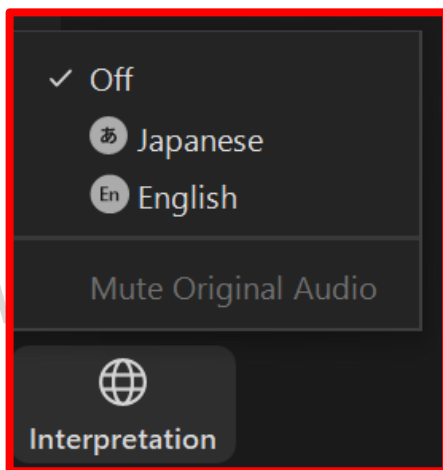 Off
あ Japanese
En English
Mute Original Audio
Interpretation